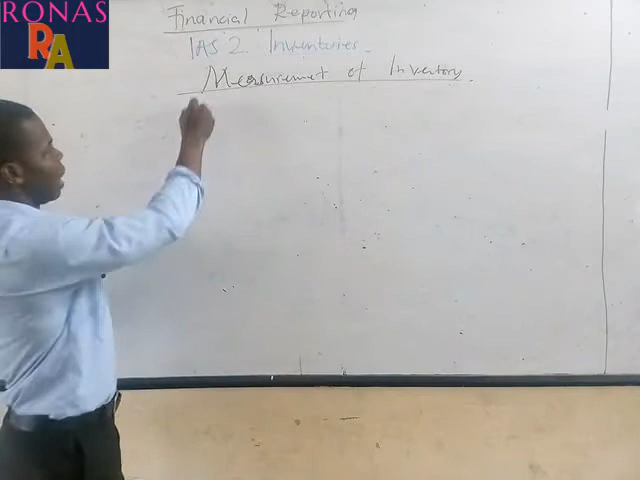 RONAS
RA
Financial Reporting
IAS 2 Inventories.
Measurement of Inventory.